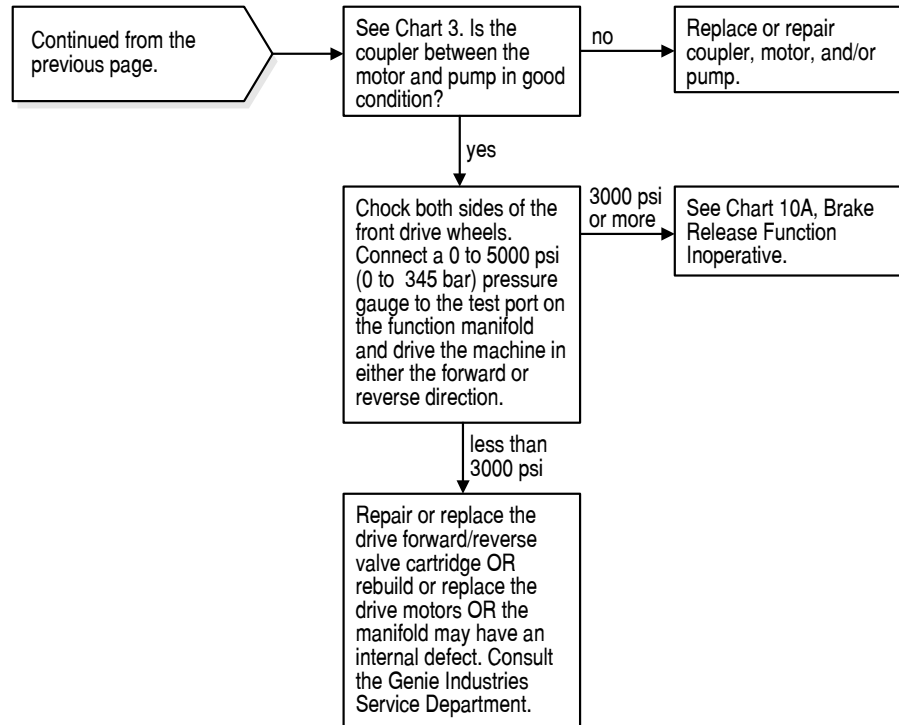 Continued from the
previous page.
See Chart 3. Is the
coupler between the
motor and pump in good
condition?
no
Replace or repair
coupler, motor, and/or
pump.
yes
Chock both sides of the
front drive wheels.
Connect a 0 to 5000 psi
(0 to 345 bar) pressure
gauge to the test port on
the function manifold
and drive the machine in
either the forward or
reverse direction.
3000 psi
or more
See Chart 10A, Brake
Release Function
Inoperative.
less than
3000 psi
Repair or replace the
drive forward/reverse
valve cartridge OR
rebuild or replace the
drive motors OR the
manifold may have an
internal defect. Consult
the Genie Industries
Service Department.